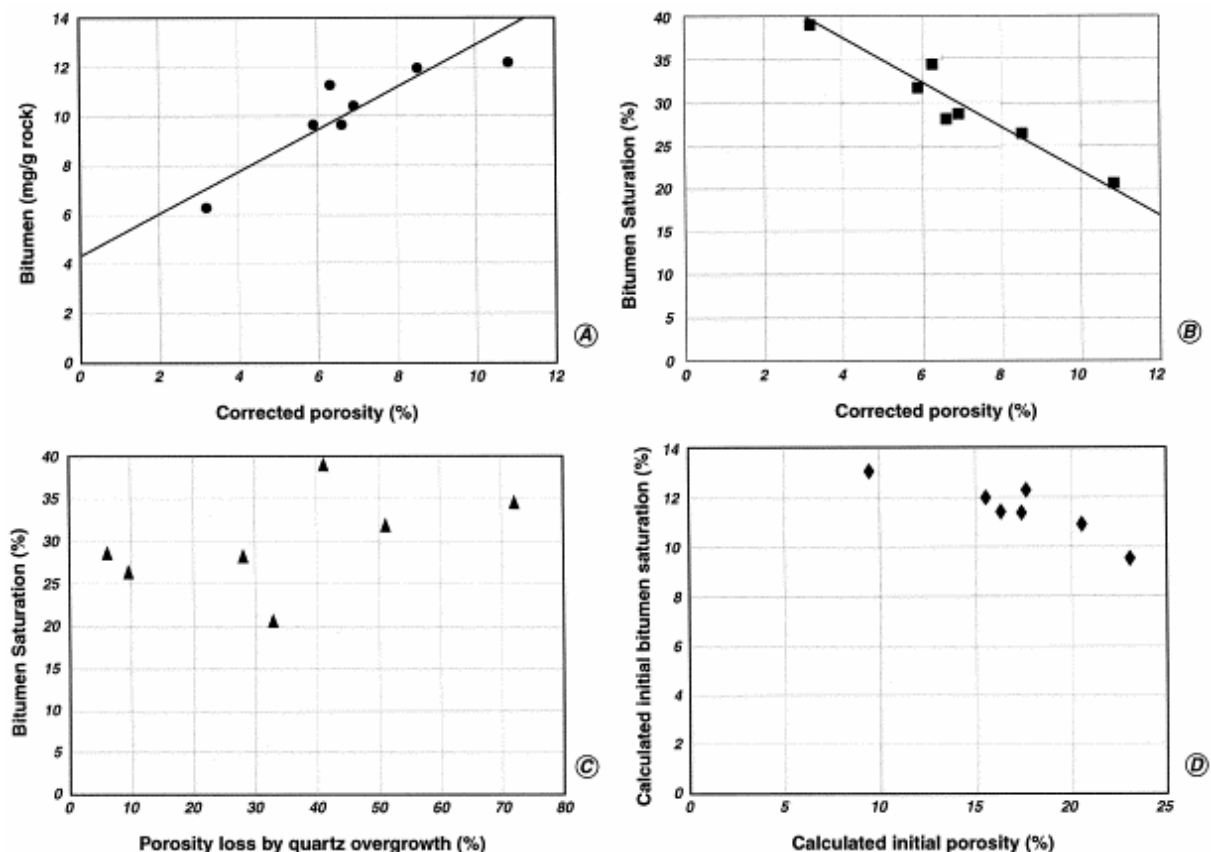 14
12
10
8
6
4
2
0
Bitumen (mg/g rock)
0 2 4 6 8 10 12
Corrected porosity (%)
A
40
35
30
25
20
15
10
5
0
Bitumen Saturation (%)
0 2 4 6 8 10 12
Corrected porosity (%)
B
40
35
30
25
20
15
10
5
0
Bitumen Saturation (%)
0 10 20 30 40 50 60 70 80
Porosity loss by quartz overgrowth (%)
C
14
12
10
8
6
4
2
0
Calculated initial bitumen saturation (%)
0 5 10 15 20 25
Calculated initial porosity (%)
D